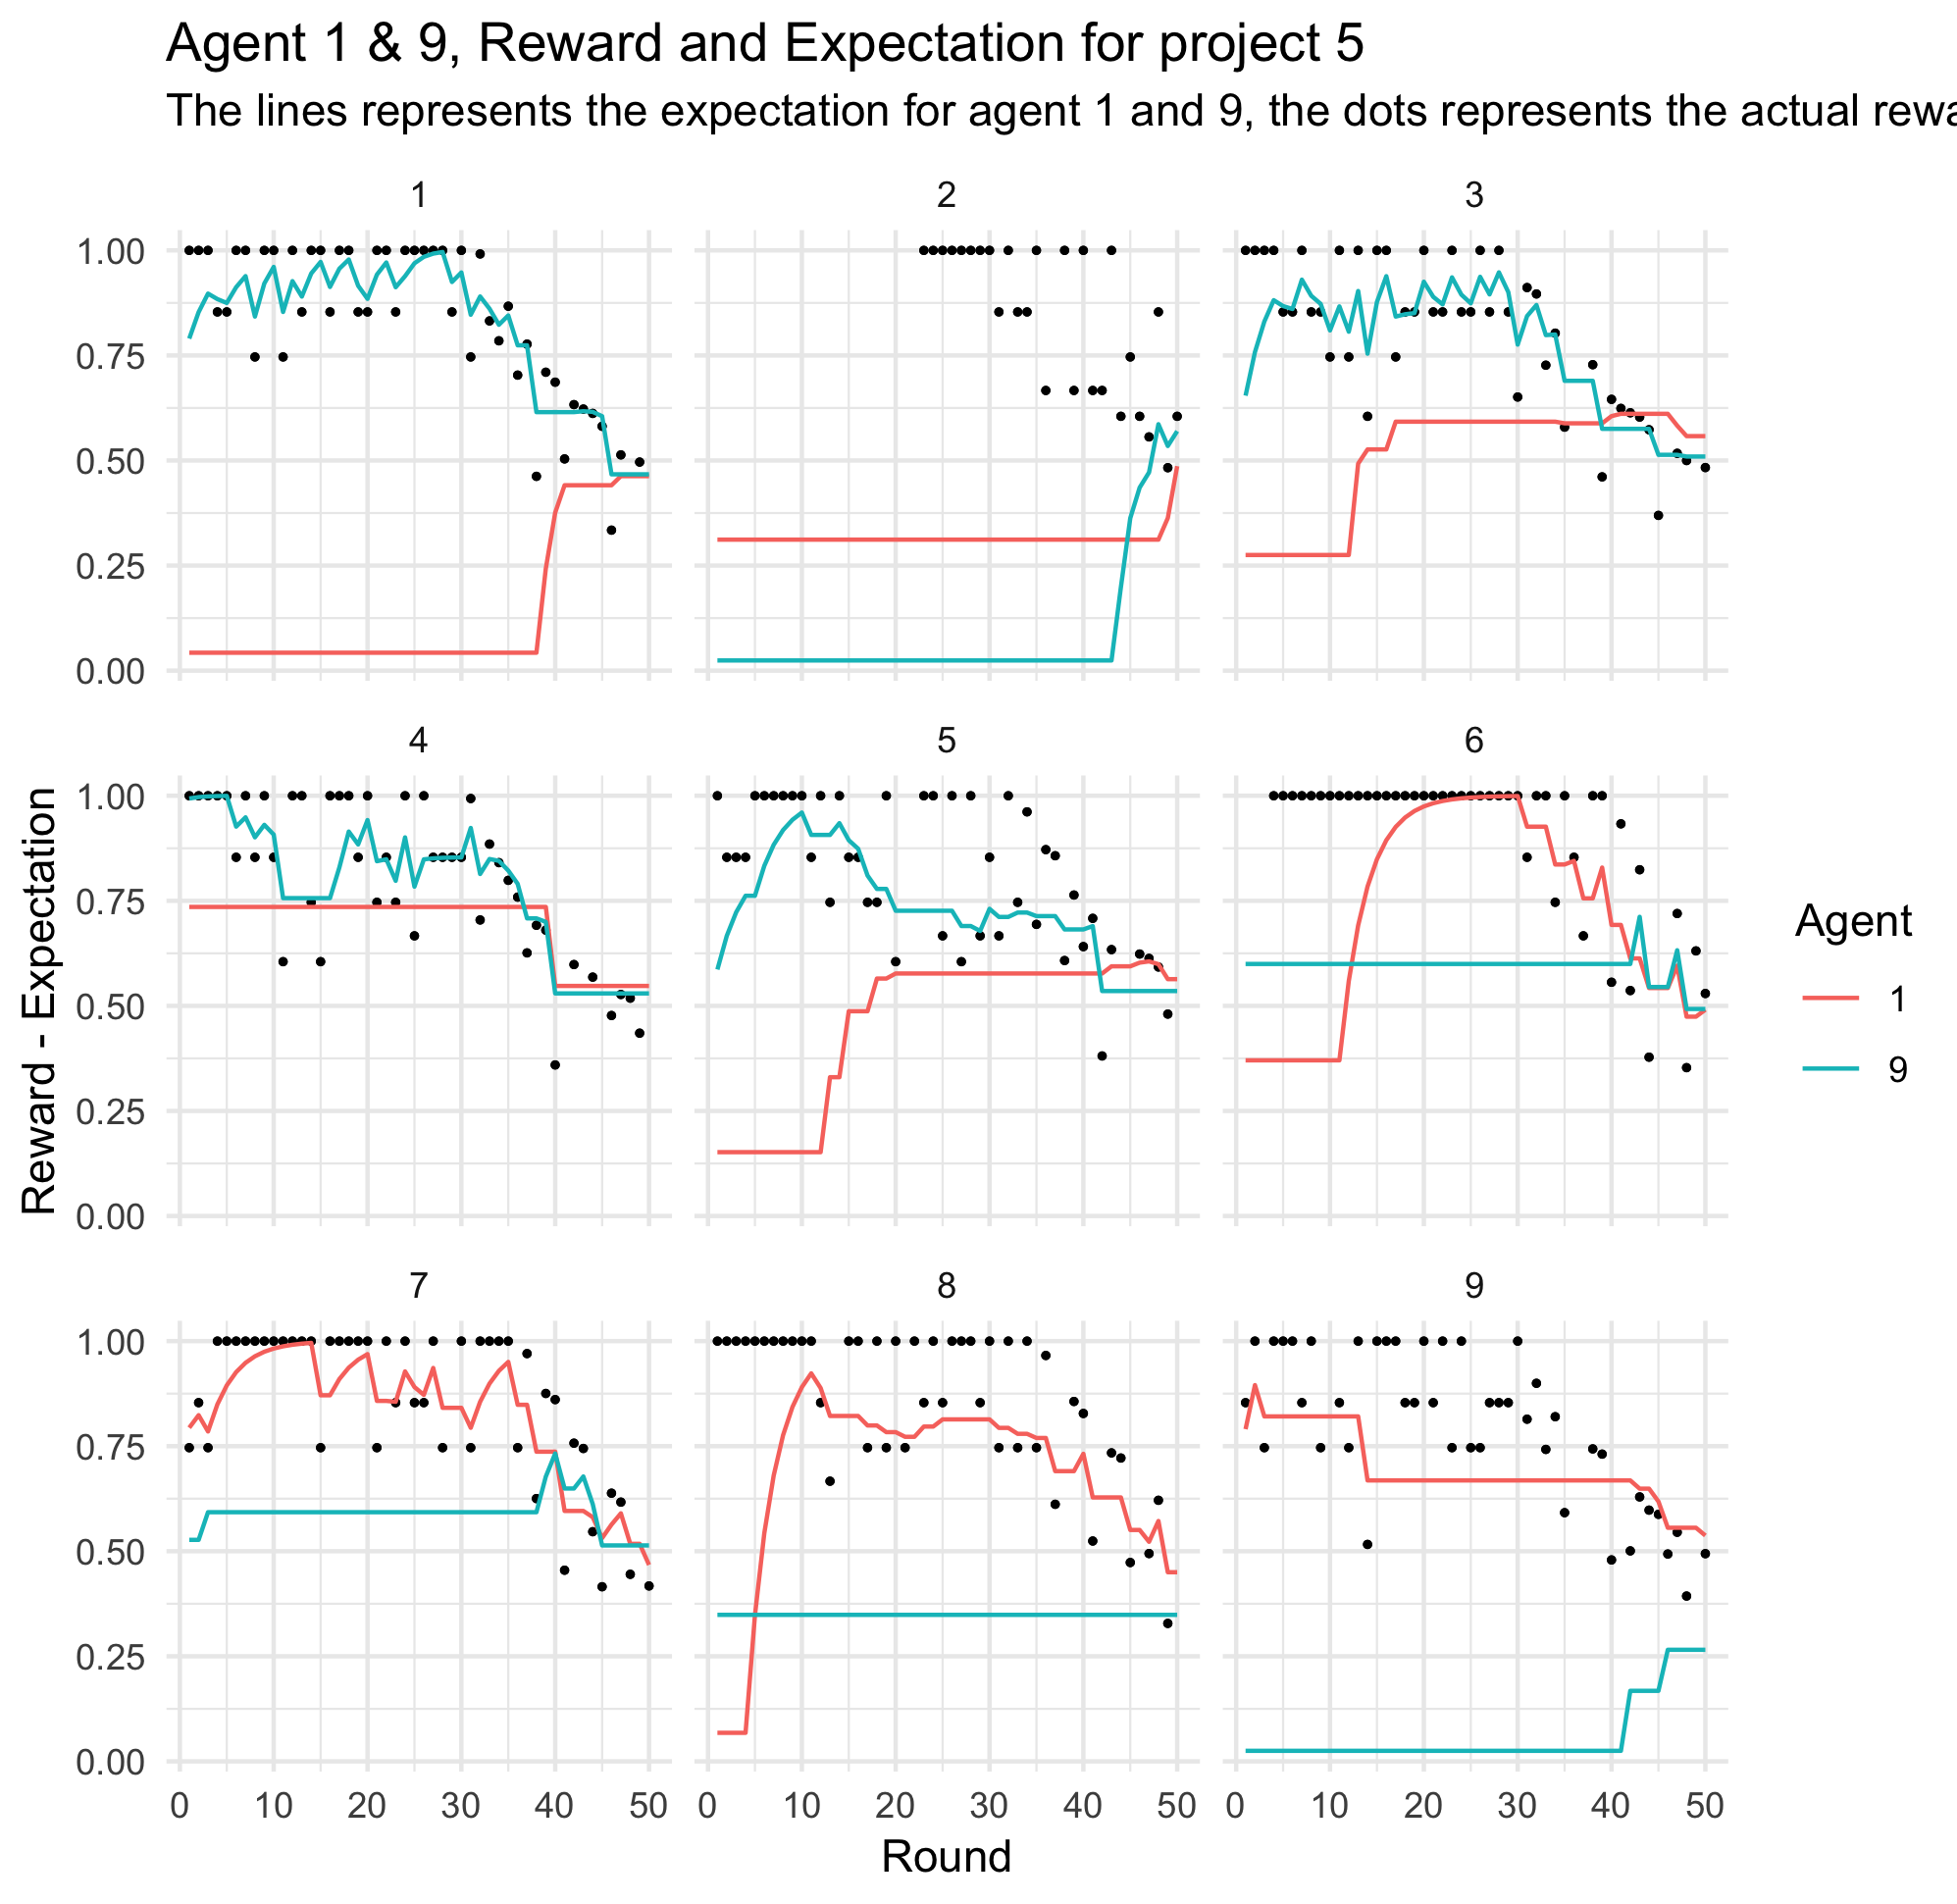 Agent 1 & 9, Reward and Expectation for project 5
The lines represents the expectation for agent 1 and 9, the dots represents the actual rewa
1 2 3
1.00
0.75
0.50
0.25
0.00
4 5 6
1.00
0.75
0.50
0.25
0.00
7 8 9
1.00
0.75
0.50
0.25
0.00
0 10 20 30 40 50 0 10 20 30 40 50 0 10 20 30 40 50
Round
Reward - Expectation
Agent
1
9